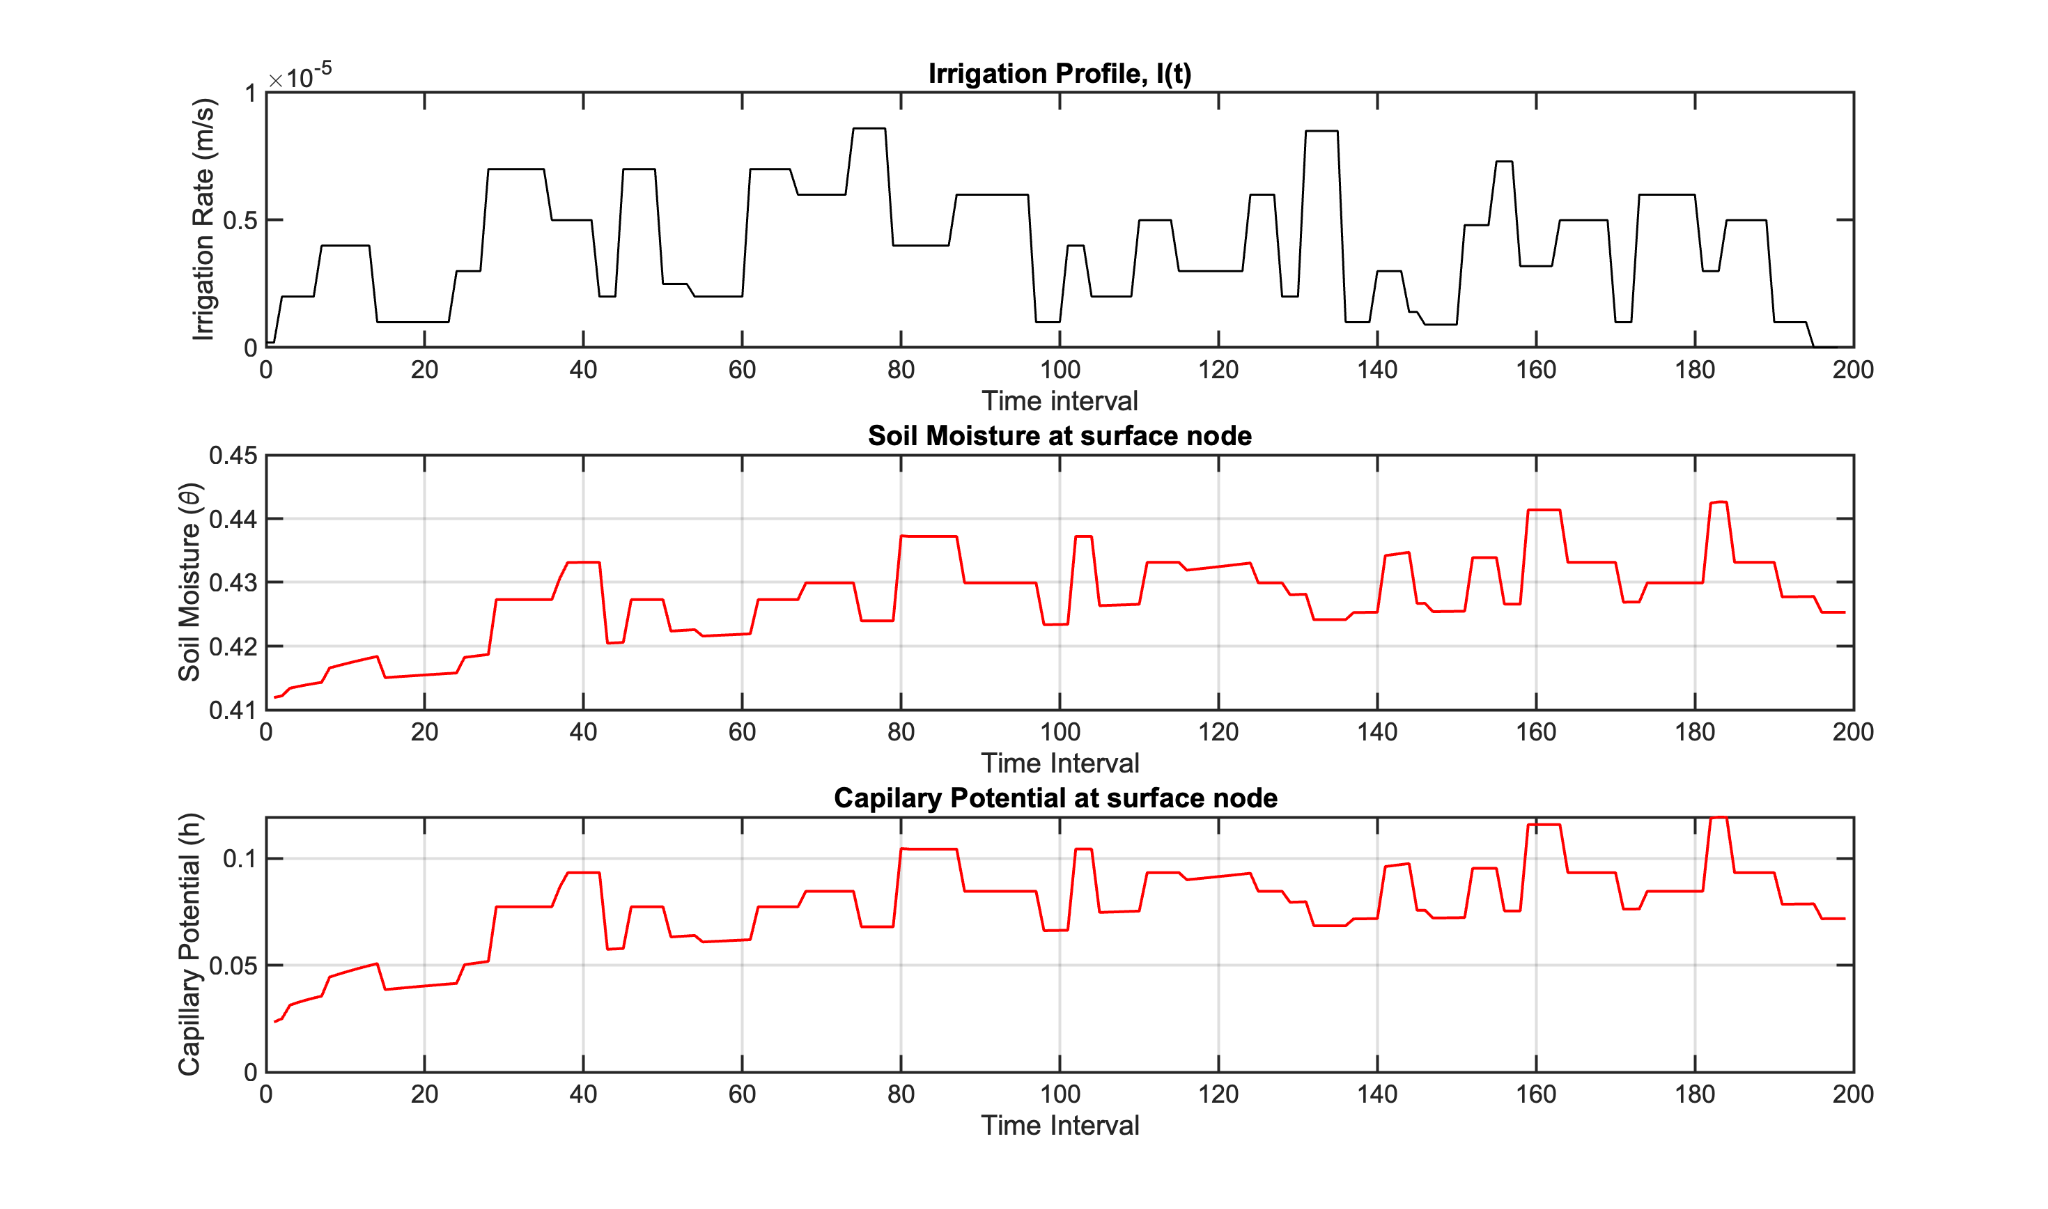 Irrigation Profile, I(t)
×10-5
Irrigation Rate (m/s)
1
0.5
0
0 20 40 60 80 100 120 140 160 180 200
Time interval
Soil Moisture at surface node
Soil Moisture (θ)
0.45
0.44
0.43
0.42
0.41
0 20 40 60 80 100 120 140 160 180 200
Time Interval
Capilary Potential at surface node
Capillary Potential (h)
0.1
0.05
0
0 20 40 60 80 100 120 140 160 180 200
Time Interval